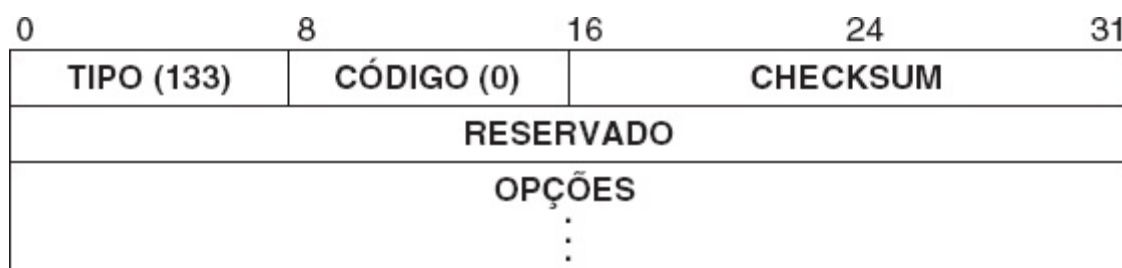 0 8 16 24 31
TIPO (133) CÓDIGO (0) CHECKSUM
RESERVADO
OPÇÕES